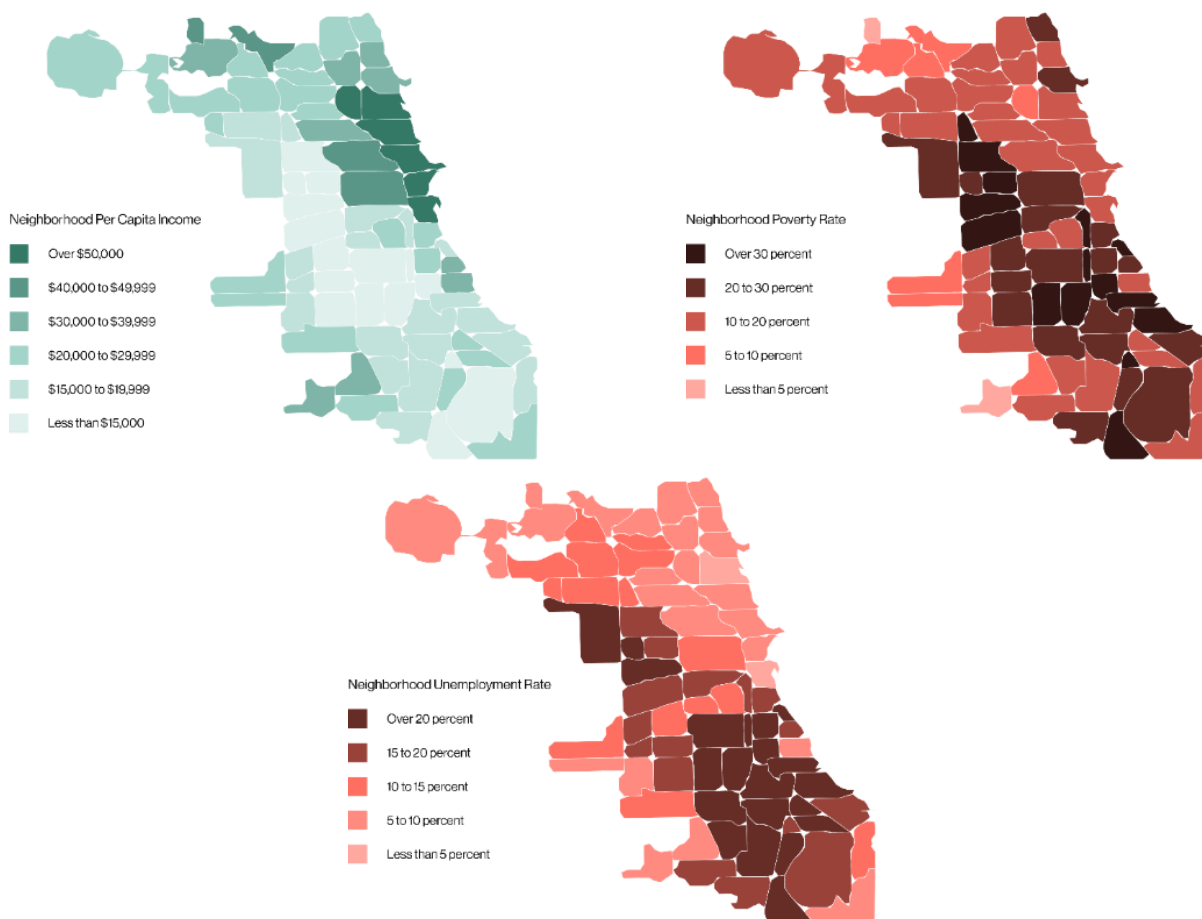 Neighborhood Per Capita Income
Over $50,000
$40,000 to $49,999
$30,000 to $39,999
$20,000 to $29,999
$15,000 to $19,999
Less than $15,000
Neighborhood Poverty Rate
Over 30 percent
20 to 30 percent
10 to 20 percent
5 to 10 percent
Less than 5 percent
Neighborhood Unemployment Rate
Over 20 percent
15 to 20 percent
10 to 15 percent
5 to 10 percent
Less than 5 percent